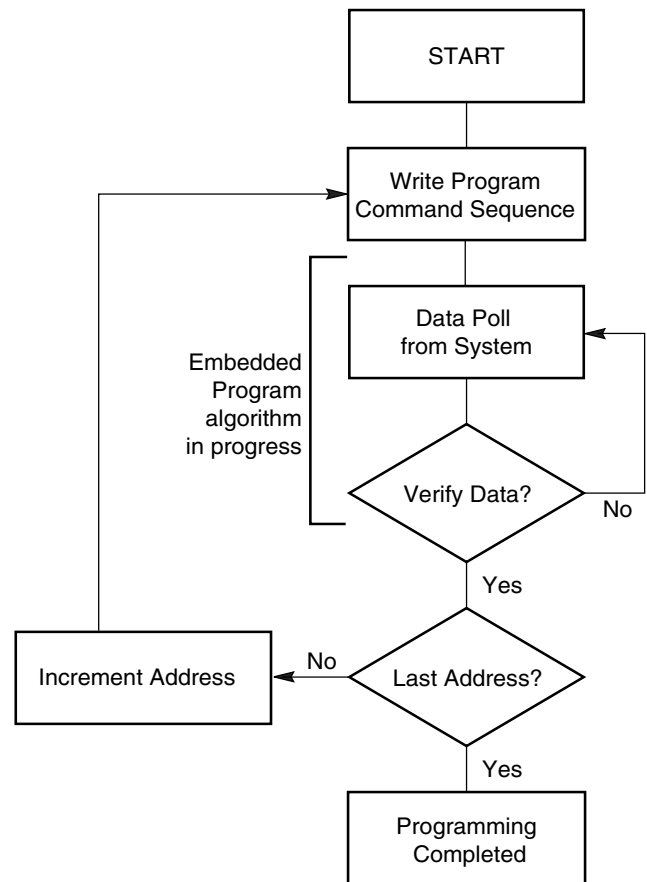 START
Write Program
Command Sequence
Data Poll
from System
Embedded
Program
algorithm
in progress
Verify Data?
No
Yes
No
Increment Address
Last Address?
Yes
Programming
Completed